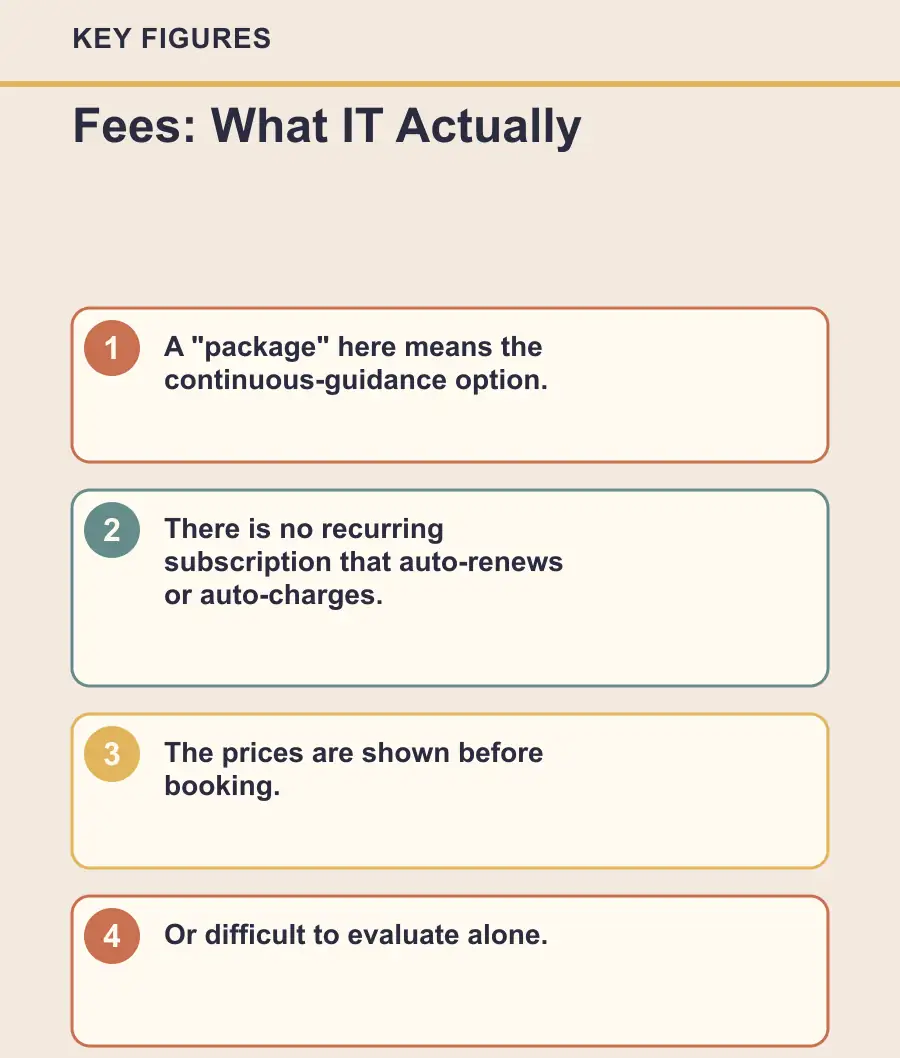 KEY FIGURES
Fees: What IT Actually
1
A "package" here means the
continuous-guidance option.
2
There is no recurring
subscription that auto-renews
or auto-charges.
3
The prices are shown before
booking.
4
Or difficult to evaluate alone.